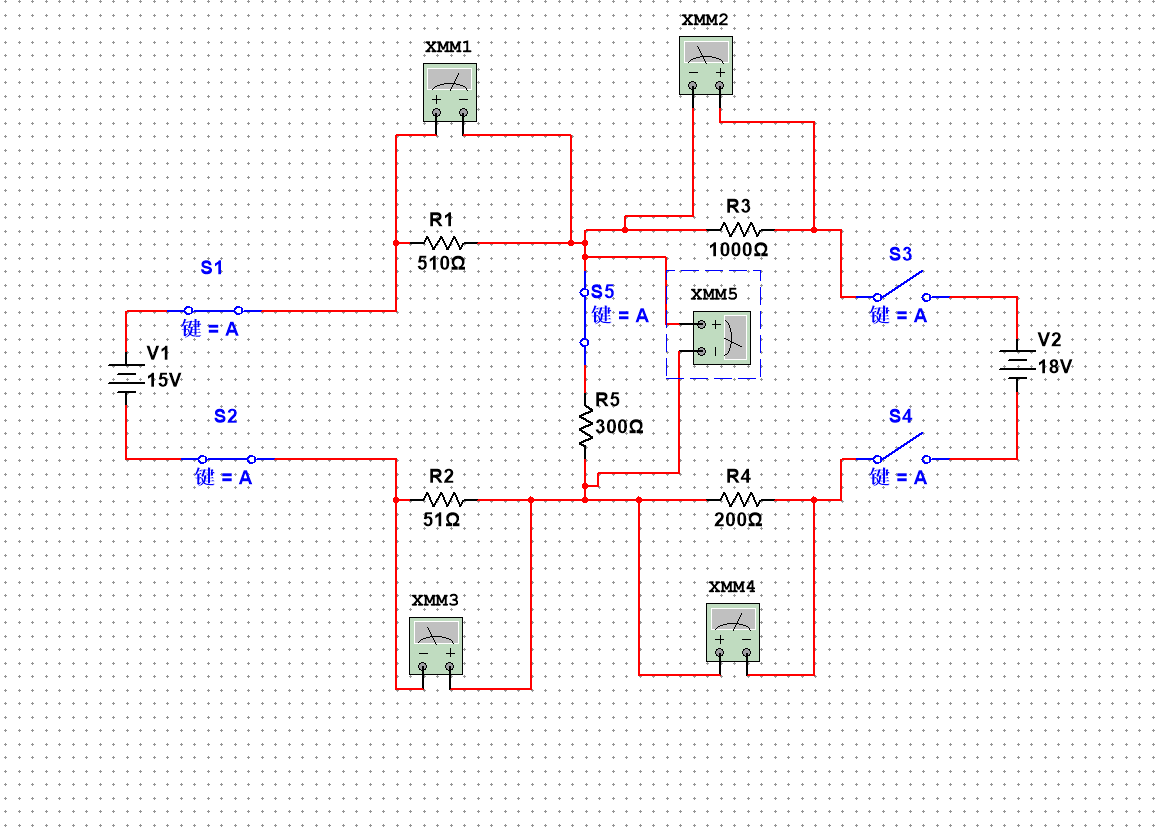 XMM2
XMM1
− +
+ −
R3
R1
1000Ω
510Ω
S3
S1
S5
XMM5
键 = A
键 = A
键 = A
+
−
V1
15V
V2
18V
R5
300Ω
S2
S4
键 = A
键 = A
R2
R4
51Ω
200Ω
XMM4
XMM3
+ −
− +